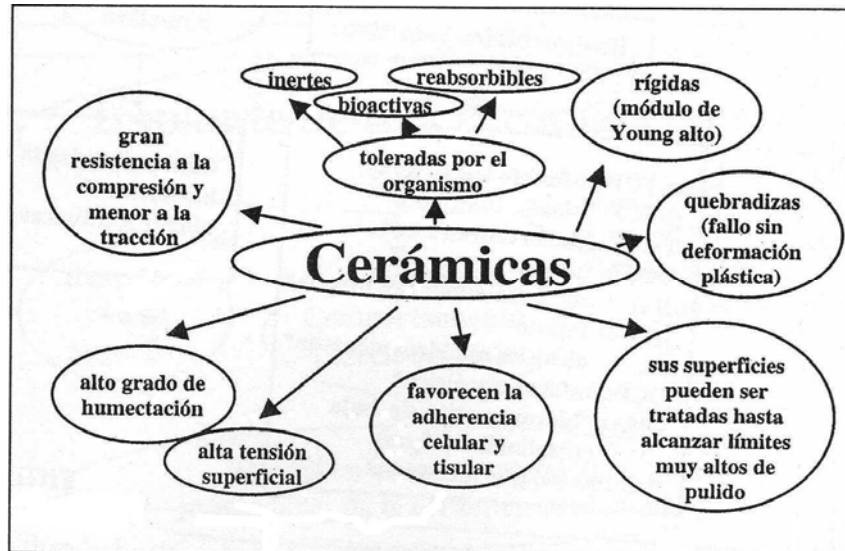 inertes
reabsorbibles
bioactivas
toleradas por el
organismo
rígidas
(módulo de
Young alto)
gran
resistencia a la
compresión y
menor a la
tracción
quebradizas
(fallo sin
deformación
plástica)
Cerámicas
alto grado de
humectación
alta tensión
superficial
favorecen la
adherencia
celular y
tisular
sus superfícies
pueden ser
tratadas hasta
alcanzar límites
muy altos de
pulido